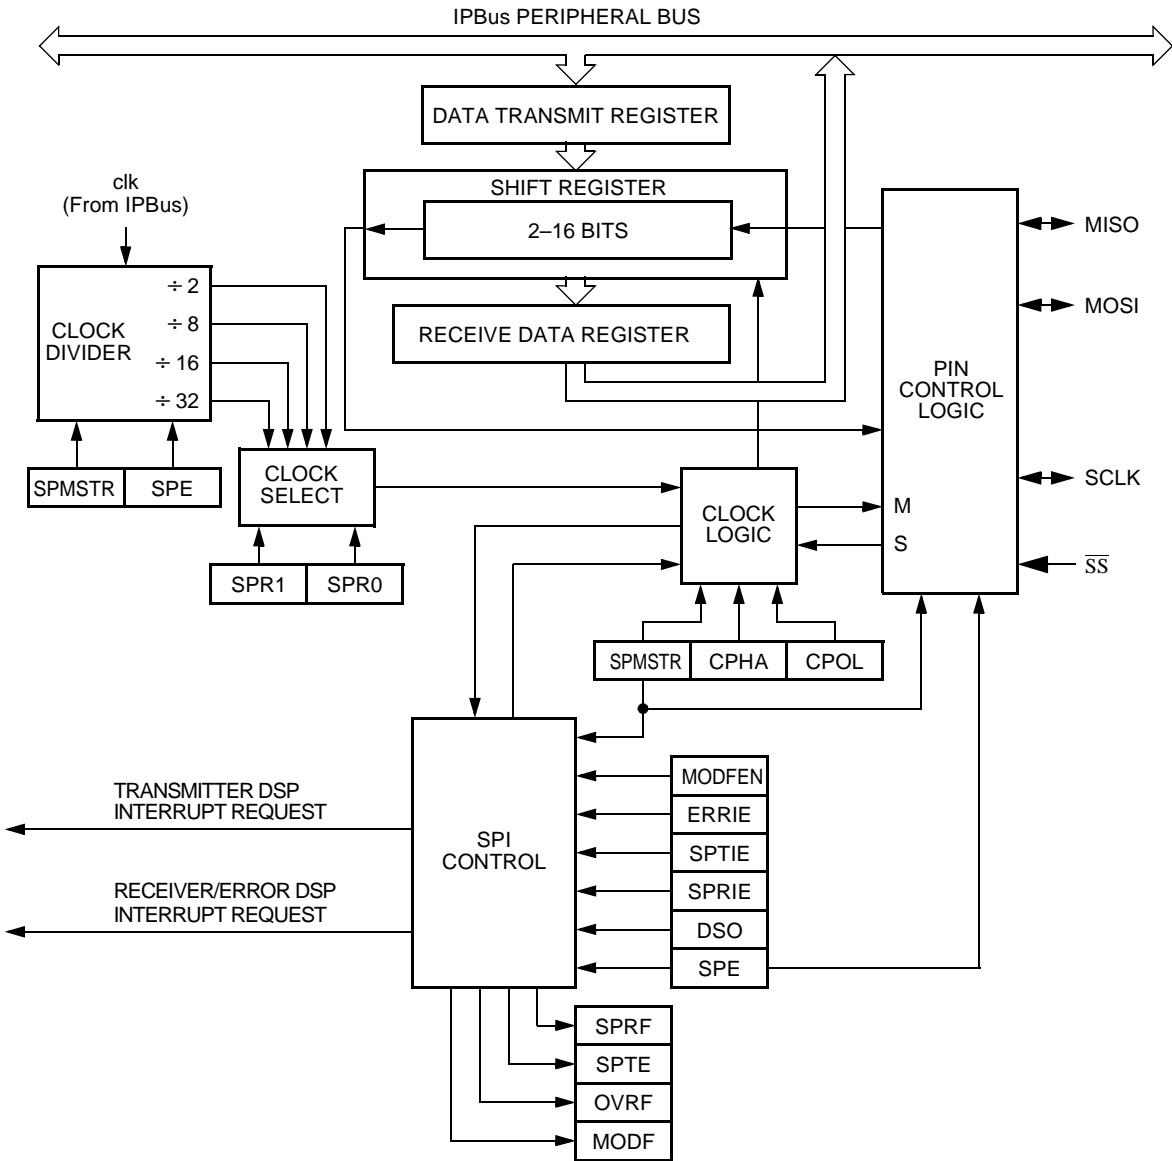 IPBus PERIPHERAL BUS
DATA TRANSMIT REGISTER
SHIFT REGISTER
2–16 BITS
RECEIVE DATA REGISTER
clk
(From IPBus)
CLOCK
DIVIDER
÷ 2
÷ 8
÷ 16
÷ 32
SPMSTR
SPE
CLOCK
SELECT
SPR1
SPR0
CLOCK
LOGIC
PIN
CONTROL
LOGIC
M
S
MISO
MOSI
SCLK
S̅S̅
SPMSTR
CPHA
CPOL
SPI
CONTROL
TRANSMITTER DSP
INTERRUPT REQUEST
RECEIVER/ERROR DSP
INTERRUPT REQUEST
MODFEN
ERRIE
SPTIE
SPRIE
DSO
SPE
SPRF
SPTE
OVRF
MODF